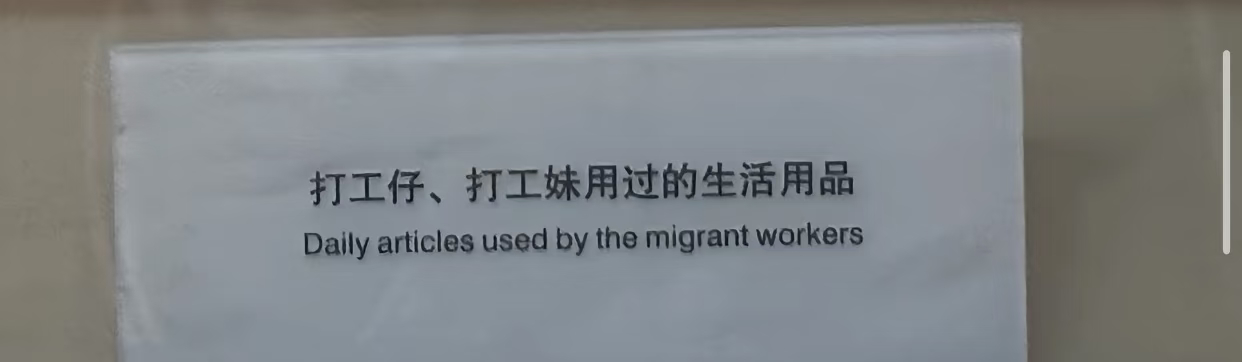 打工仔、打工妹用过的生活用品
Daily articles used by the migrant workers